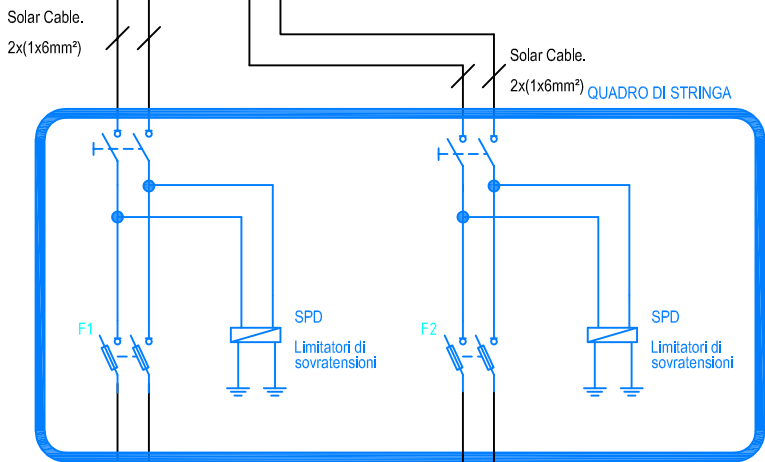 Solar Cable.
2x(1x6mm²)
Solar Cable.
2x(1x6mm²)
QUADRO DI STRINGA
F1
SPD
Limitatori di
sovratensioni
F2
SPD
Limitatori di
sovratensioni